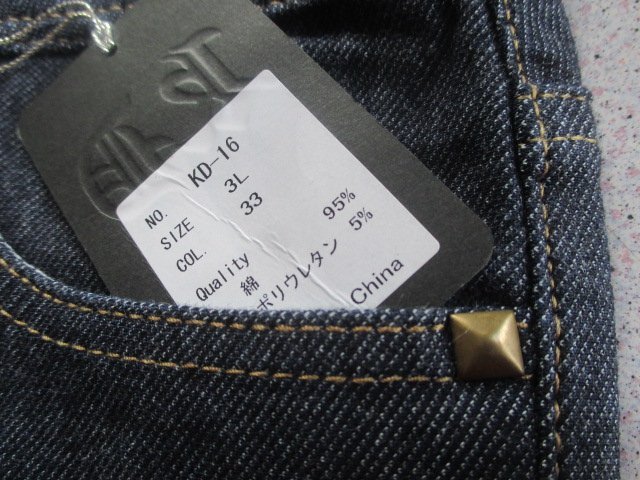 NO. KD-16
SIZE 3L
COL. 33
Quality
綿 95%
ポリウレタン 5%
China